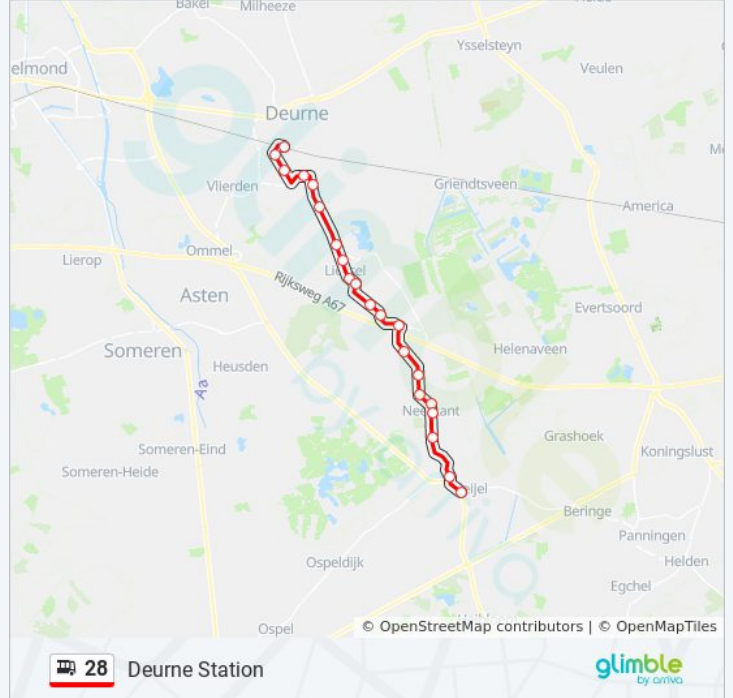 Bakel
Milheeze
Ysselsteyn
elmond
Veulen
Deurne
Vlierden
Griendtsveen
America
Ommel
Lierop
Rijksweg A67
Asten
Evertsoord
Someren
Helenaveen
Heusden
Aa
Grashoek
Someren-Eind
Koningslust
Someren-Heide
eijel
Beringe
Panningen
Ospeldijk
Helden
Egchel
Ospel
© OpenStreetMap contributors | © OpenMapTiles
28 Deurne Station
glimble
by arriva